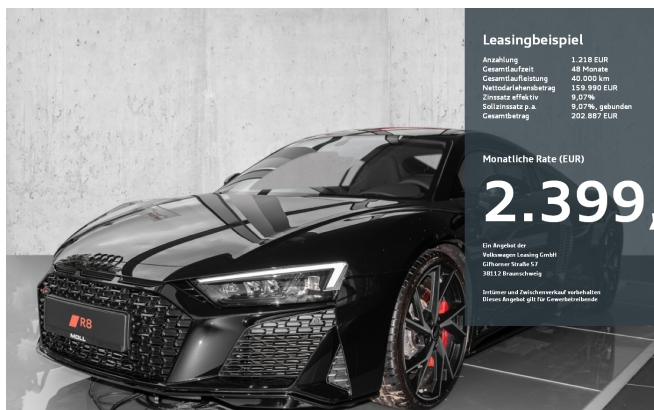 Leasingbeispiel
Anzahlung 1.218 EUR
Gesamtlaufzeit 48 Monate
Gesamtlaufleistung 40.000 km
Nettodarlehensbetrag 159.990 EUR
Zinssatz effektiv 9,07%
Sollzinssatz p.a. 9,07%, gebunden
Gesamtbetrag 202.887 EUR
Monatliche Rate (EUR)
2.399,
Ein Angebot der
Volkswagen Leasing GmbH
Gifhorner Straße 57
38112 Braunschweig
Irrtümer und Zwischenverkauf vorbehalten
Dieses Angebot gilt für Gewerbetreibende
R8
MOLL